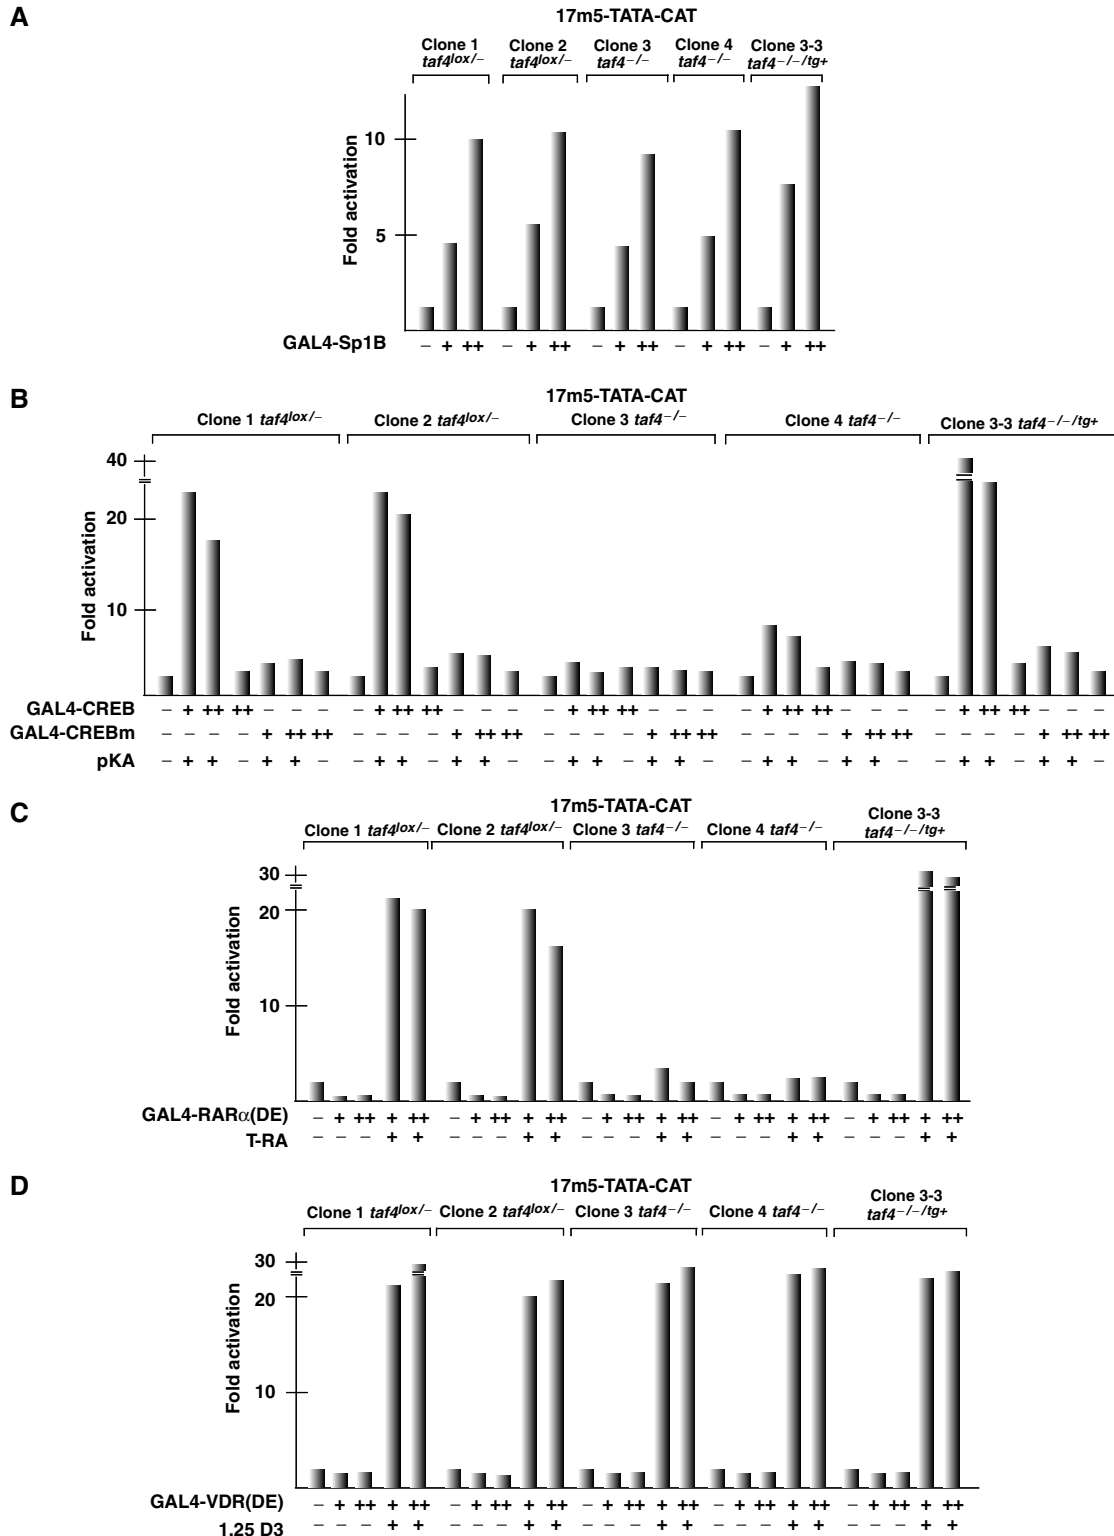 A
17m5-TATA-CAT
Clone 1 Clone 2 Clone 3 Clone 4 Clone 3-3
taf4lox/– taf4lox/– taf4–/– taf4–/– taf4–/–/tg+
10
5
Fold activation
GAL4-Sp1B – + ++ – + ++ – + ++ – + ++ – + ++
B
17m5-TATA-CAT
Clone 1 taf4lox/– Clone 2 taf4lox/– Clone 3 taf4–/– Clone 4 taf4–/– Clone 3-3 taf4–/–/tg+
40
20
10
Fold activation
GAL4-CREB – + ++ ++ – – – – + ++ ++ – – – – + ++ ++ – – – – + ++ ++ – – – – + ++ ++ – – –
GAL4-CREBm – – – – + ++ ++ – – – – + ++ ++ – – – – + ++ ++ – – – – + ++ ++ – – – – + ++ ++
pKA – + + – + + – – + + – + + – – + + – + + – – + + – + + – – + + – + + –
C
17m5-TATA-CAT
Clone 1 taf4lox/– Clone 2 taf4lox/– Clone 3 taf4–/– Clone 4 taf4–/– Clone 3-3
taf4–/–/tg+
30
20
10
Fold activation
GAL4-RARα(DE) – + ++ + ++ – + ++ + ++ – + ++ + ++ – + ++ + ++ – + ++ + ++
T-RA – – – + + – – – + + – – – + + – – – + + – – – + +
D
17m5-TATA-CAT
Clone 1 taf4lox/– Clone 2 taf4lox/– Clone 3 taf4–/– Clone 4 taf4–/– Clone 3-3
taf4–/–/tg+
30
20
10
Fold activation
GAL4-VDR(DE) – + ++ + ++ – + ++ + ++ – + ++ + ++ – + ++ + ++ – + ++ + ++
1.25 D3 – – – + + – – – + + – – – + + – – – + + – – – + +